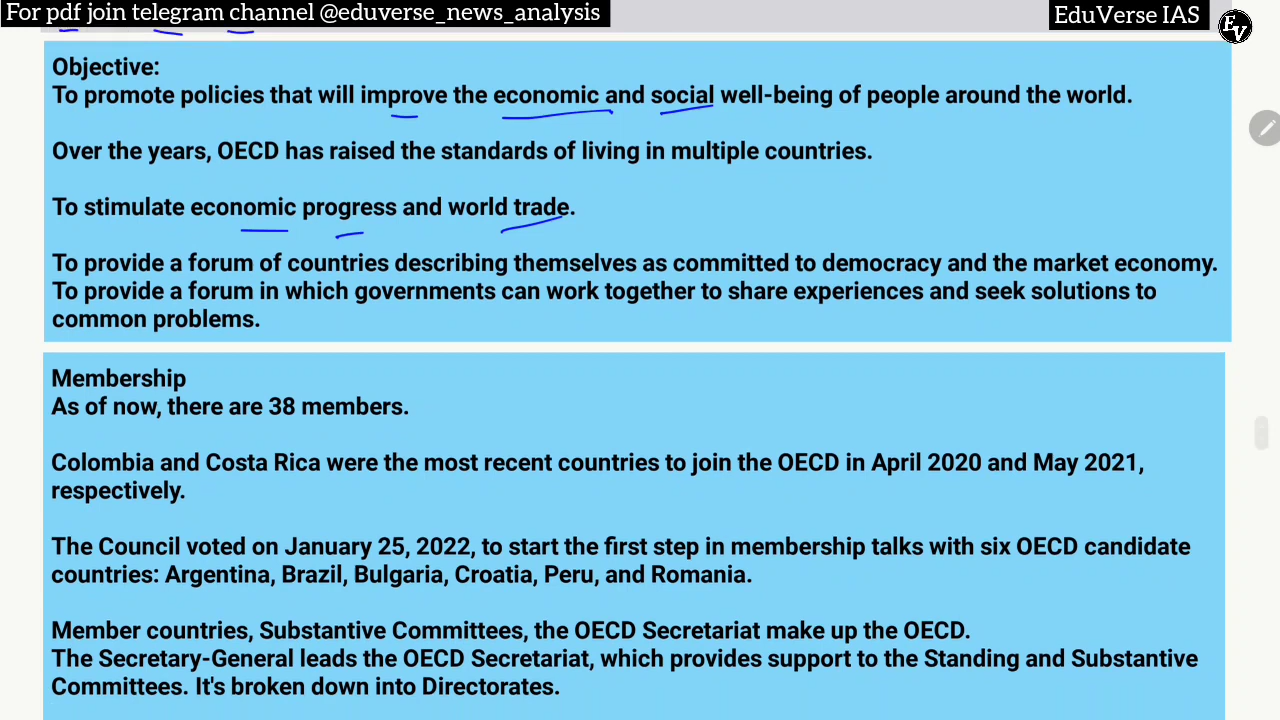 For pdf join telegram channel @eduverse_news_analysis
EduVerse IAS
EV
Objective:
To promote policies that will improve the economic and social well-being of people around the world.
Over the years, OECD has raised the standards of living in multiple countries.
To stimulate economic progress and world trade.
To provide a forum of countries describing themselves as committed to democracy and the market economy.
To provide a forum in which governments can work together to share experiences and seek solutions to
common problems.
Membership
As of now, there are 38 members.
Colombia and Costa Rica were the most recent countries to join the OECD in April 2020 and May 2021,
respectively.
The Council voted on January 25, 2022, to start the first step in membership talks with six OECD candidate
countries: Argentina, Brazil, Bulgaria, Croatia, Peru, and Romania.
Member countries, Substantive Committees, the OECD Secretariat make up the OECD.
The Secretary-General leads the OECD Secretariat, which provides support to the Standing and Substantive
Committees. It's broken down into Directorates.